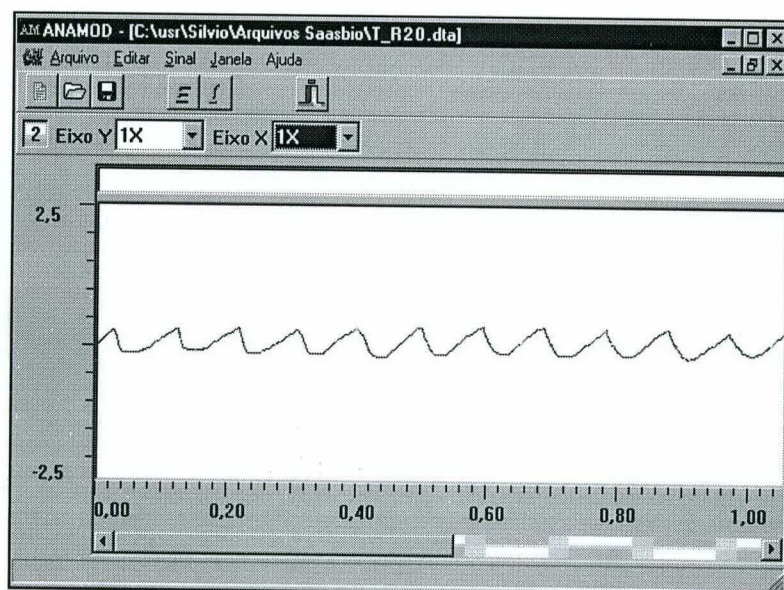 AM ANAMOD - [C:\usr\Silvio\Arquivos Saasbio\T_R20.dta]
Arquivo Editar Sinal Janela Ajuda
2 Eixo Y 1X Eixo X 1X
2,5
-2,5
0,00 0,20 0,40 0,60 0,80 1,00